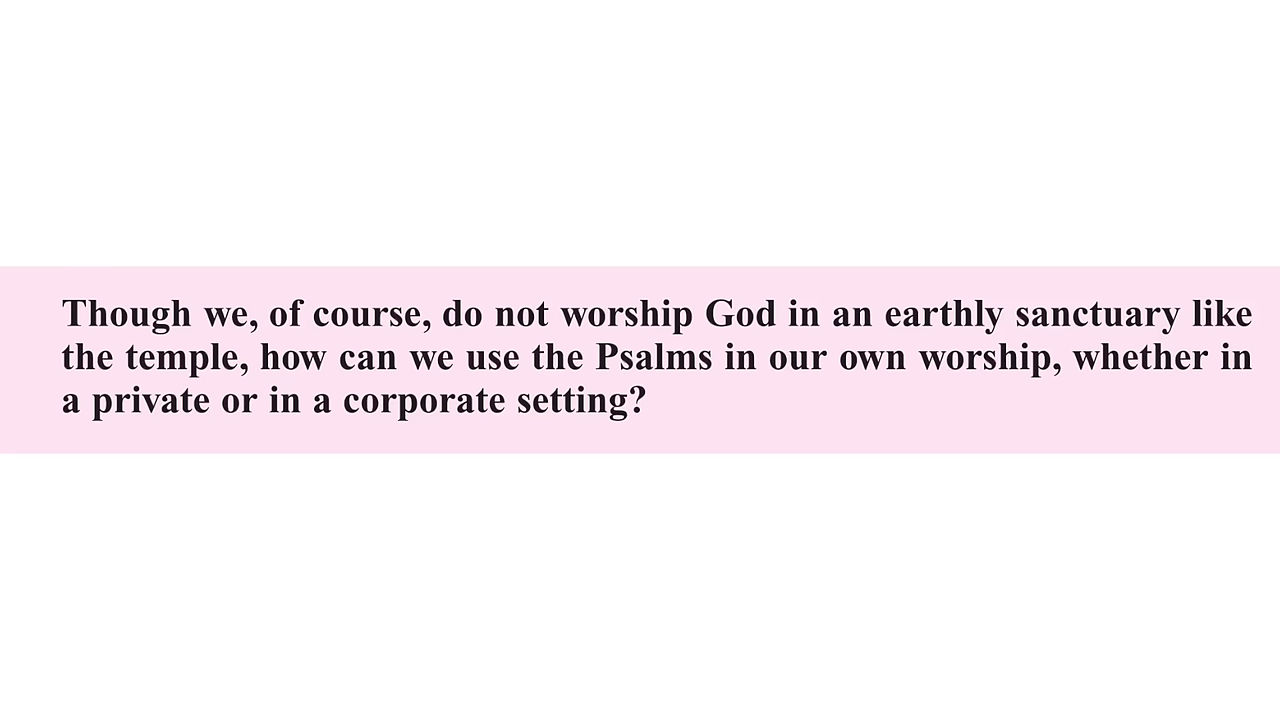 Though we, of course, do not worship God in an earthly sanctuary like
the temple, how can we use the Psalms in our own worship, whether in
a private or in a corporate setting?